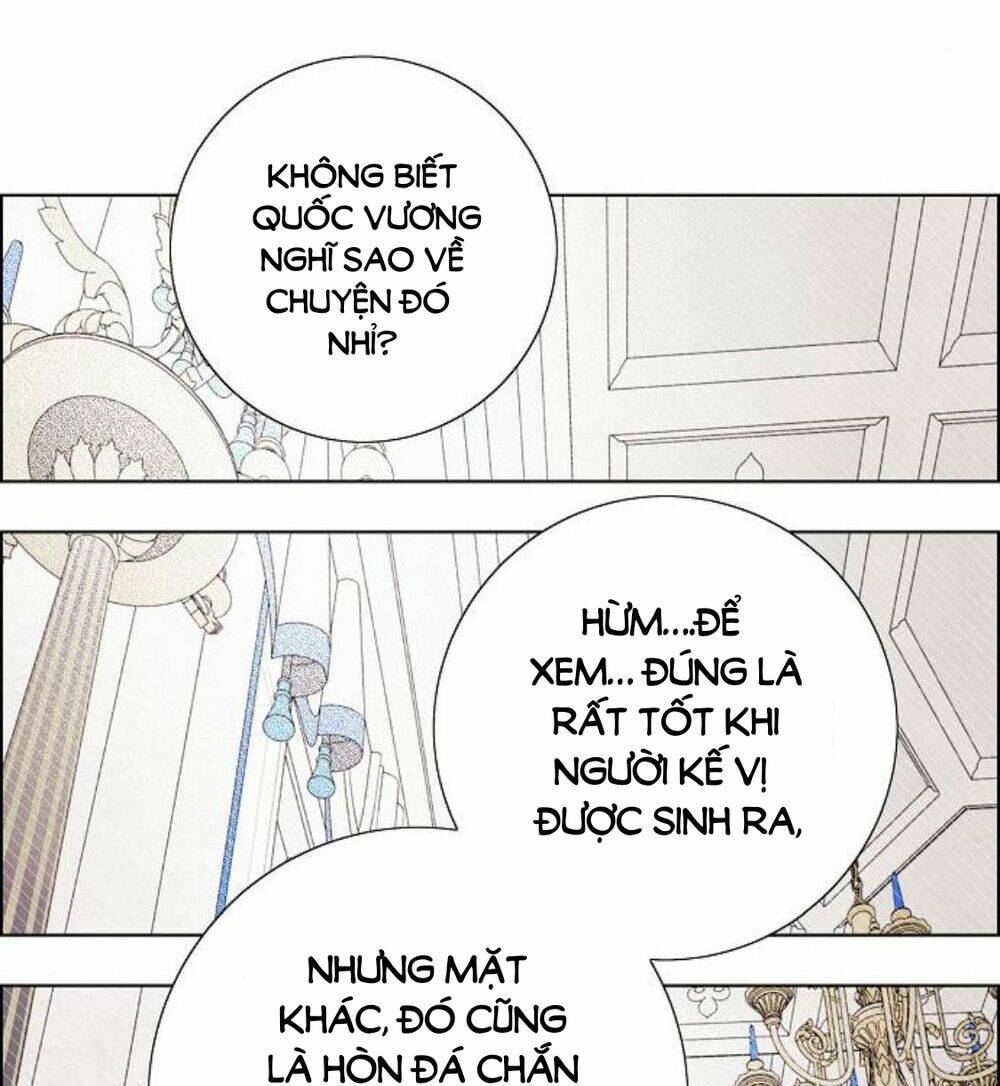 KHÔNG BIẾT
QUỐC VƯƠNG
NGHĨ SAO VỀ
CHUYỆN ĐÓ
NHỈ?
HỪM....ĐỂ
XEM... ĐÚNG LÀ
RẤT TỐT KHI
NGƯỜI KẾ VỊ
ĐƯỢC SINH RA,
NHƯNG MẶT
KHÁC, ĐÓ CŨNG
LÀ HÒN ĐÁ CHẮN